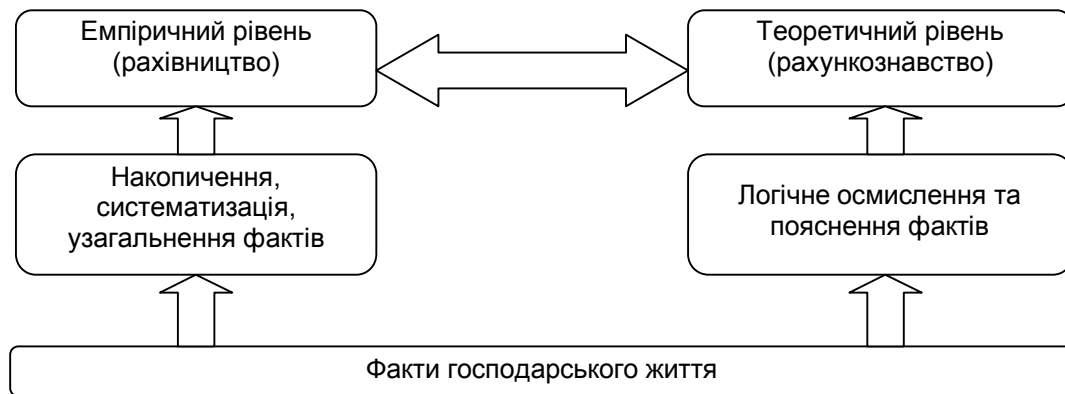 Емпіричний рівень
(рахівництво)
Теоретичний рівень
(рахункознавство)
Накопичення,
систематизація,
узагальнення фактів
Логічне осмислення та
пояснення фактів
Факти господарського життя